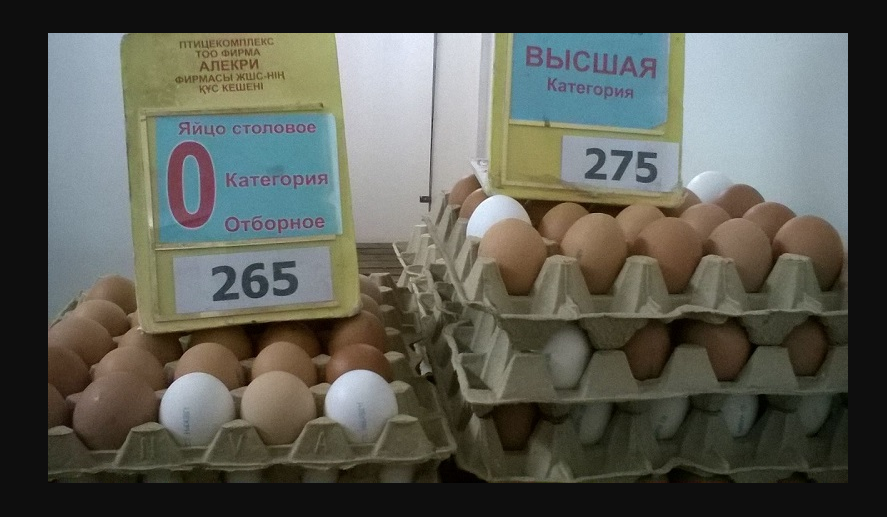 ПТИЦЕКОМПЛЕКС
ТОО ФИРМА
АЛЕКРИ
ФИРМАСЫ ЖШС-НІҢ
ҚҰС КЕШЕНІ
Яйцо столовое
0 Категория
Отборное
265
ВЫСШАЯ
Категория
275